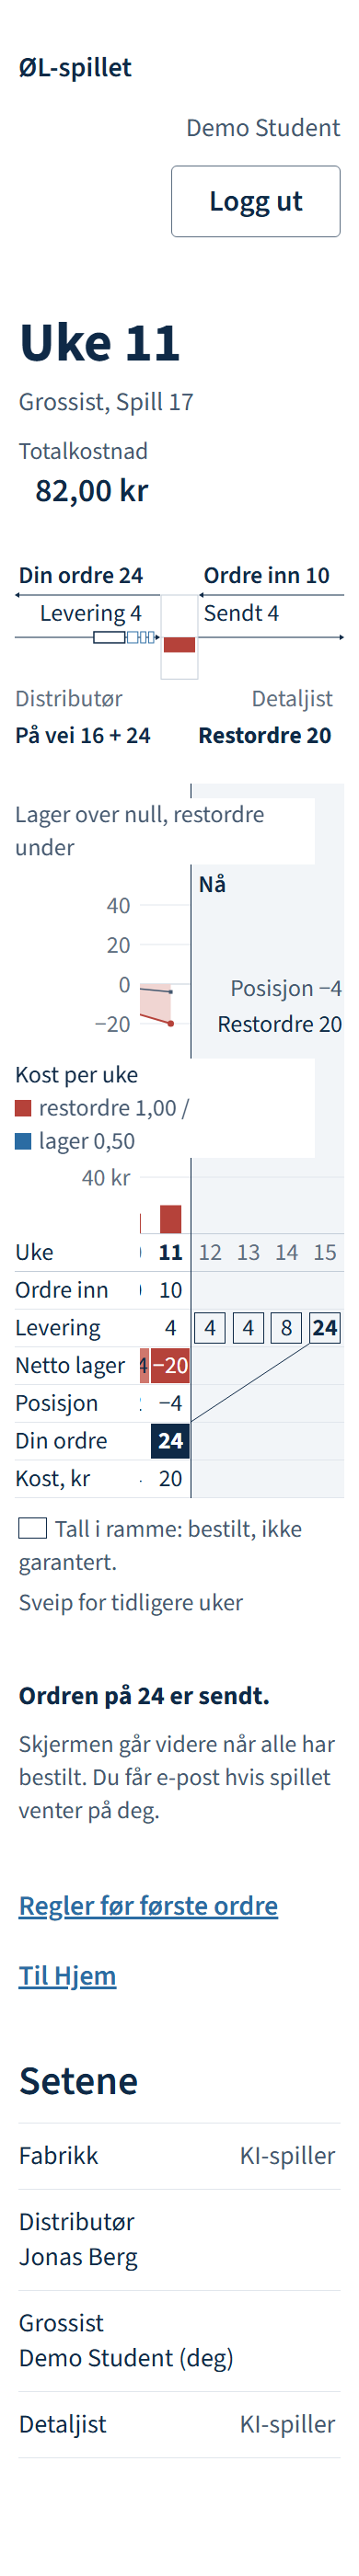 ØL-spillet
Demo Student
Logg ut
Uke 11
Grossist, Spill 17
Totalkostnad
82,00 kr
Din ordre 24 Ordre inn 10
Levering 4 Sendt 4
Distributør Detaljist
På vei 16 + 24 Restordre 20
Lager over null, restordre
under
Nå
40
20
0 Posisjon −4
−20 Restordre 20
Kost per uke
restordre 1,00 /
lager 0,50
40 kr
Uke 11 12 13 14 15
Ordre inn 10
Levering 4 4 4 8 24
Netto lager 4 −20
Posisjon −4
Din ordre 24
Kost, kr 20
Tall i ramme: bestilt, ikke
garantert.
Sveip for tidligere uker
Ordren på 24 er sendt.
Skjermen går videre når alle har
bestilt. Du får e-post hvis spillet
venter på deg.
Regler før første ordre
Til Hjem
Setene
Fabrikk KI-spiller
Distributør
Jonas Berg
Grossist
Demo Student (deg)
Detaljist KI-spiller